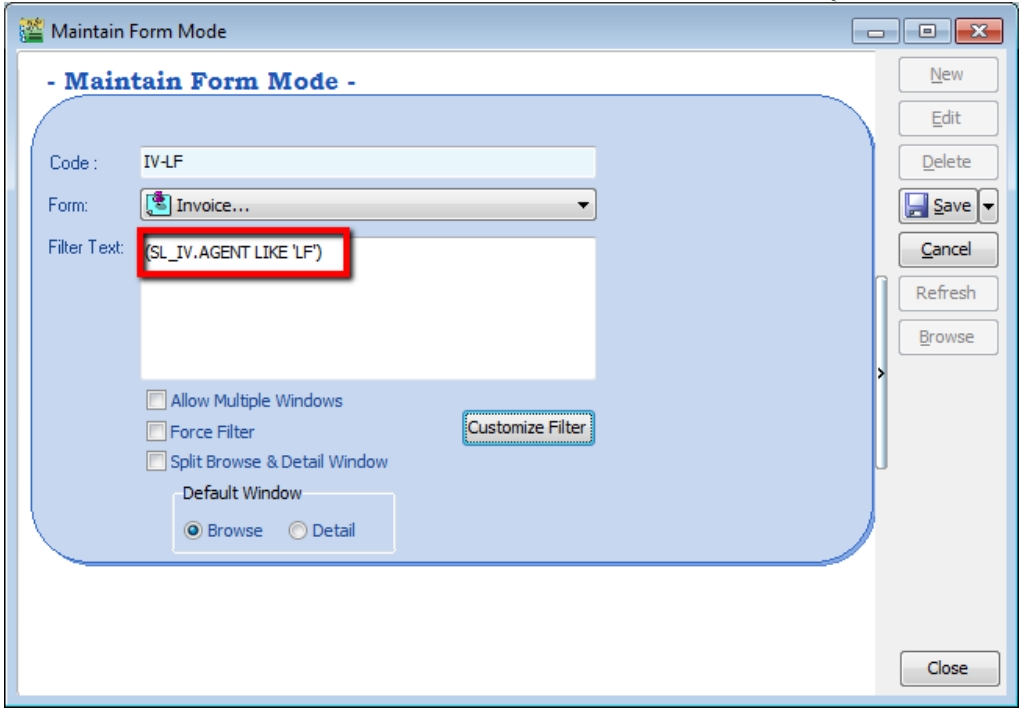 Maintain Form Mode
- Maintain Form Mode -
New
Edit
Code :
IV-LF
Delete
Form:
Invoice...
Save
Filter Text:
(SL_IV.AGENT LIKE 'LF')
Cancel
Refresh
Browse
Allow Multiple Windows
Force Filter
Customize Filter
Split Browse & Detail Window
Default Window
Browse
Detail
Close